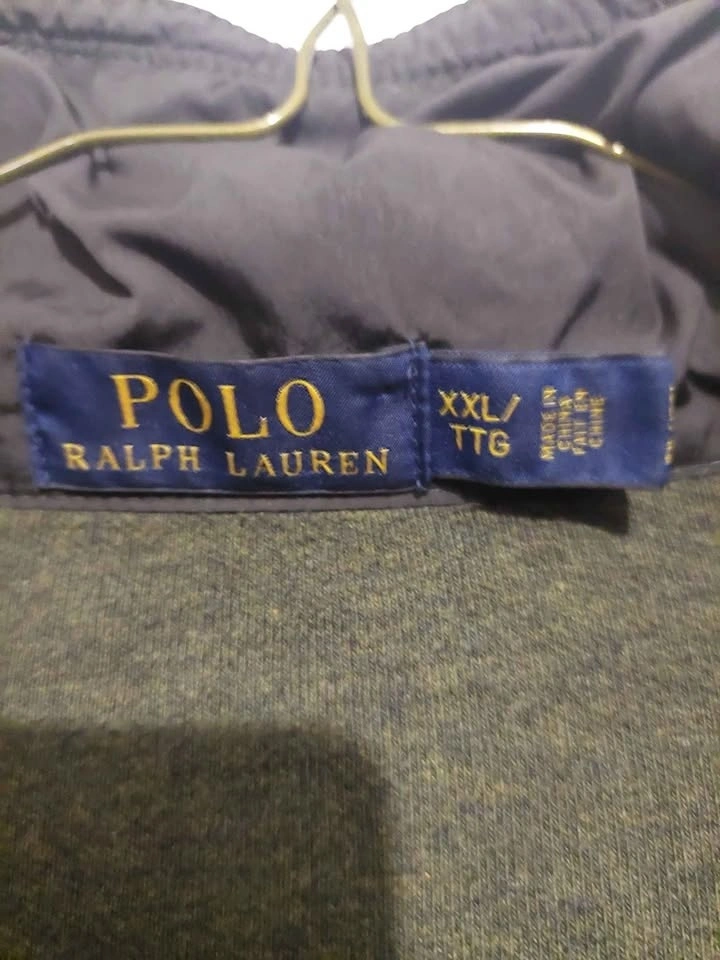 POLO
RALPH LAUREN
XXL/
TTG
MADE IN
CHINA
FAIT EN
CHINE